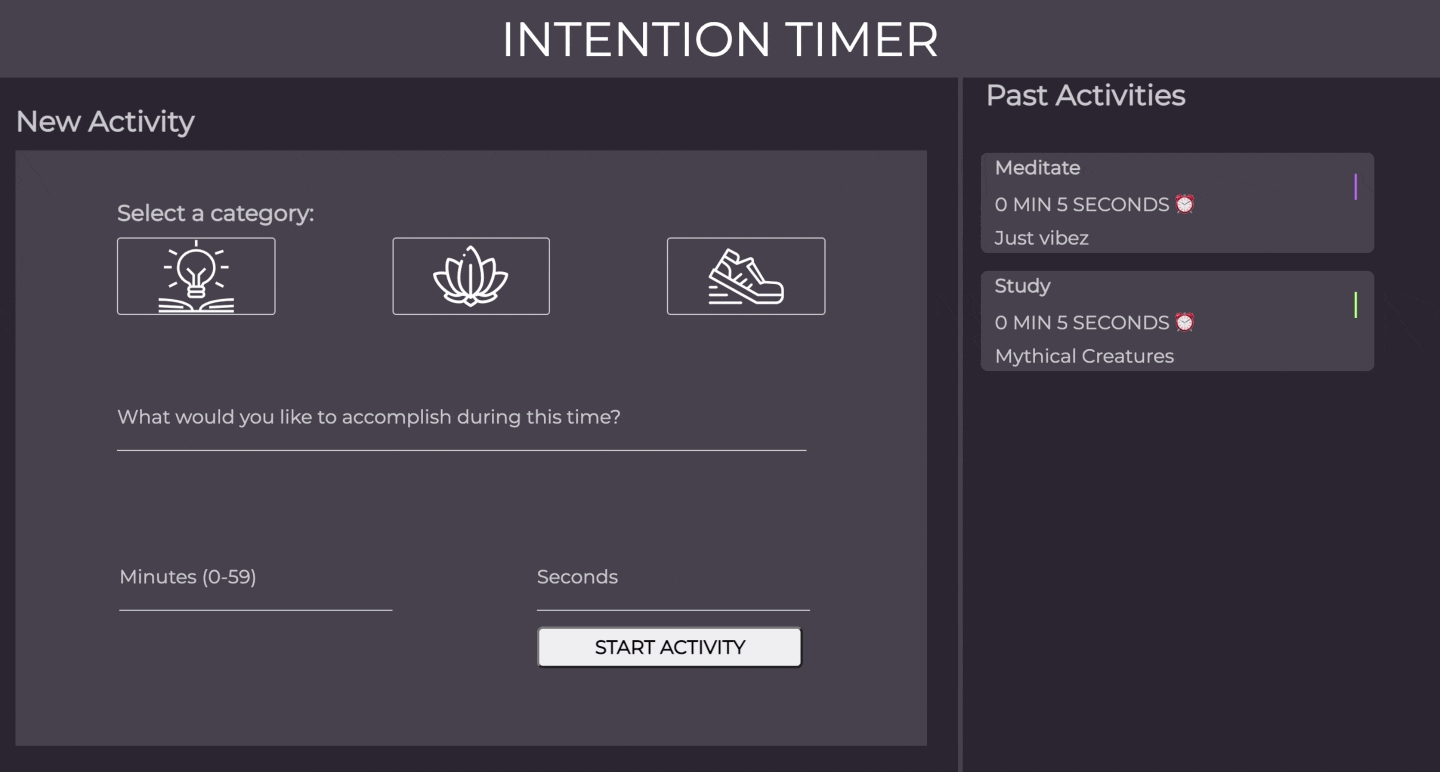 INTENTION TIMER
New Activity
Select a category:
What would you like to accomplish during this time?
Minutes (0-59)
Seconds
START ACTIVITY
Past Activities
Meditate
0 MIN 5 SECONDS ⏰
Just vibez
Study
0 MIN 5 SECONDS ⏰
Mythical Creatures